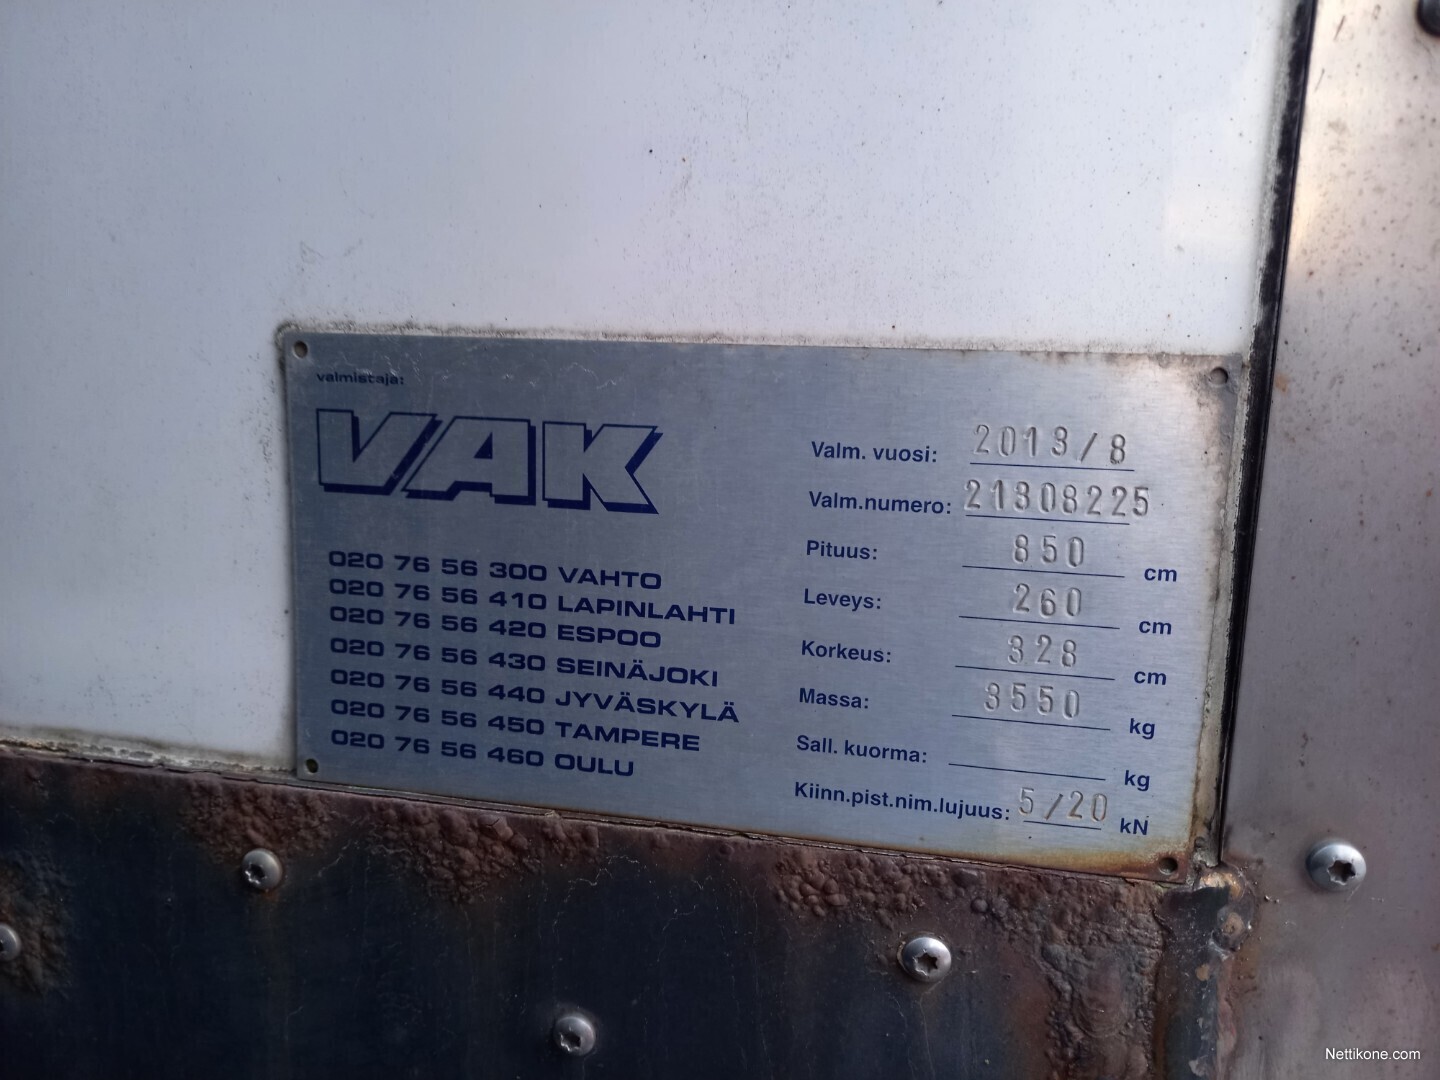 valmistaja:
VAK
020 76 56 300 VAHTO
020 76 56 410 LAPINLAHTI
020 76 56 420 ESPOO
020 76 56 430 SEINÄJOKI
020 76 56 440 JYVÄSKYLÄ
020 76 56 450 TAMPERE
020 76 56 460 OULU
Valm. vuosi: 2013/8
Valm.numero: 21308225
Pituus: 850 cm
Leveys: 260 cm
Korkeus: 328 cm
Massa: 3550 kg
Sall. kuorma: kg
Kiinn.pist.nim.lujuus: 5/20 kN
Nettikone.com